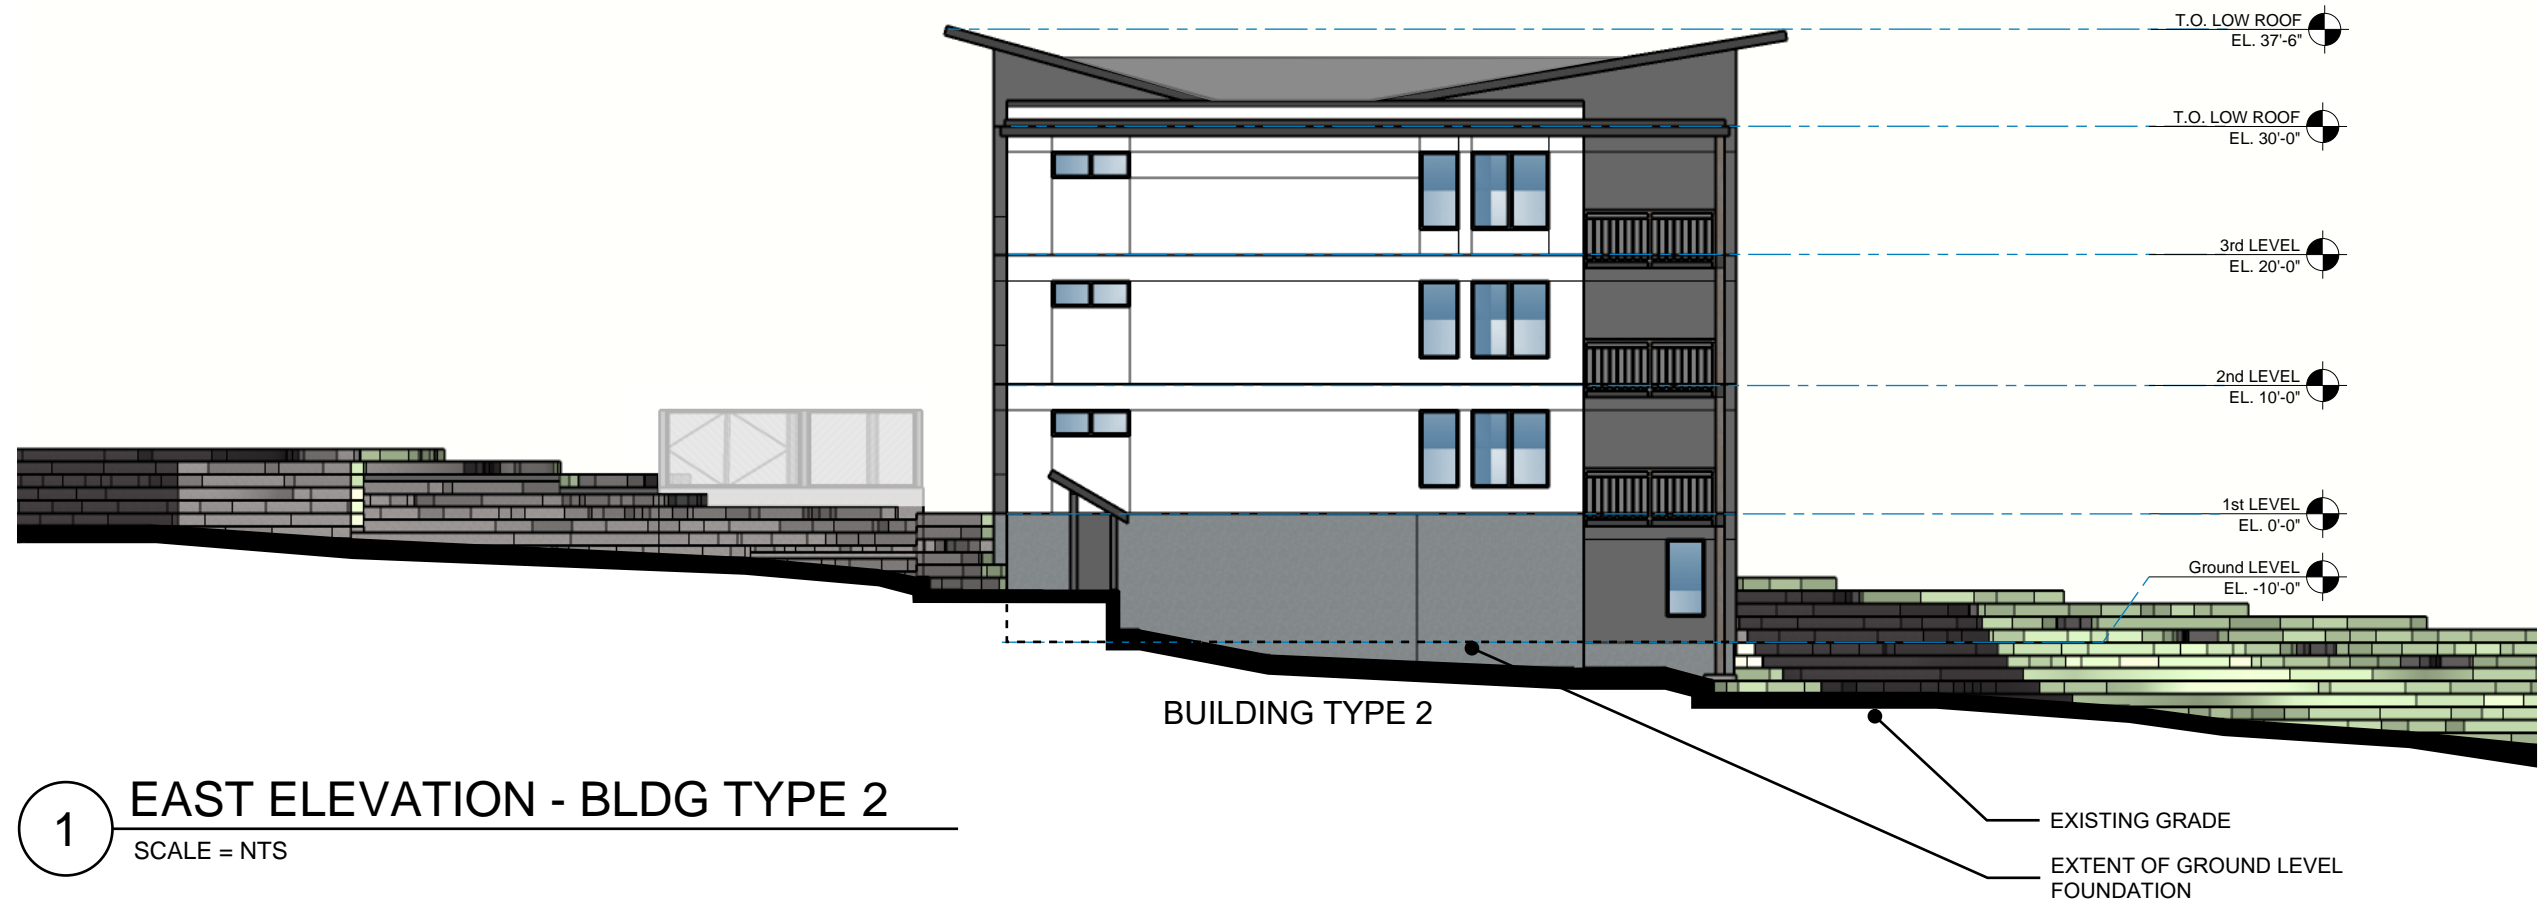 T.O. LOW ROOF
EL. 37'-6"
T.O. LOW ROOF
EL. 30'-0"
3rd LEVEL
EL. 20'-0"
2nd LEVEL
EL. 10'-0"
1st LEVEL
EL. 0'-0"
Ground LEVEL
EL. -10'-0"
BUILDING TYPE 2
1
EAST ELEVATION - BLDG TYPE 2
SCALE = NTS
EXISTING GRADE
EXTENT OF GROUND LEVEL
FOUNDATION